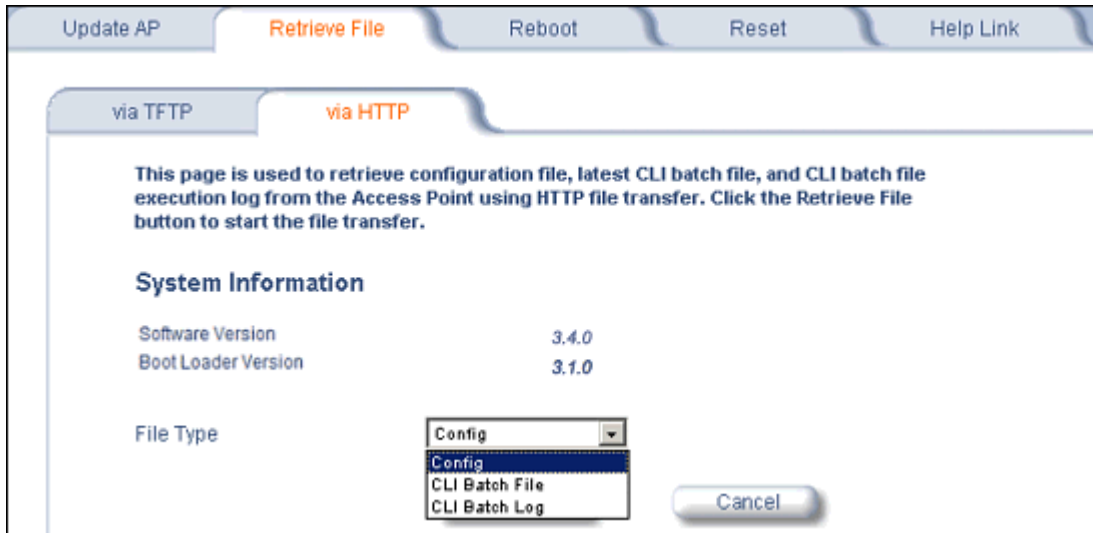 Update AP Retrieve File Reboot Reset Help Link
via TFTP via HTTP
This page is used to retrieve configuration file, latest CLI batch file, and CLI batch file
execution log from the Access Point using HTTP file transfer. Click the Retrieve File
button to start the file transfer.
System Information
Software Version 3.4.0
Boot Loader Version 3.1.0
File Type Config
Config
CLI Batch File
CLI Batch Log
Cancel